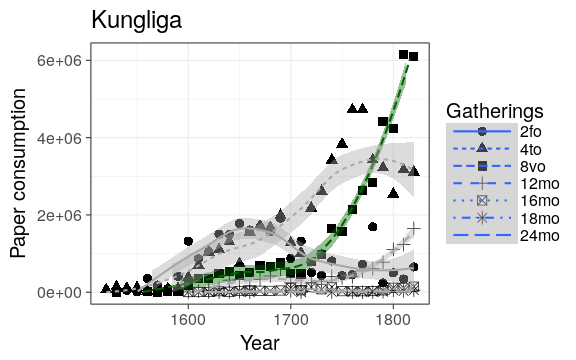 Kungliga
Paper consumption
6e+06
4e+06
2e+06
0e+00
1600
1700
1800
Year
Gatherings
2fo
4to
8vo
12mo
16mo
18mo
24mo